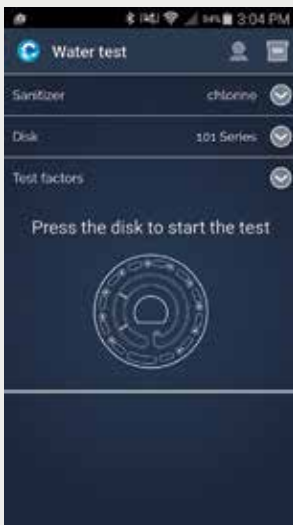 3:04 PM
Water test
Sanitizer chlorine
Disk 101 Series
Test factors
Press the disk to start the test